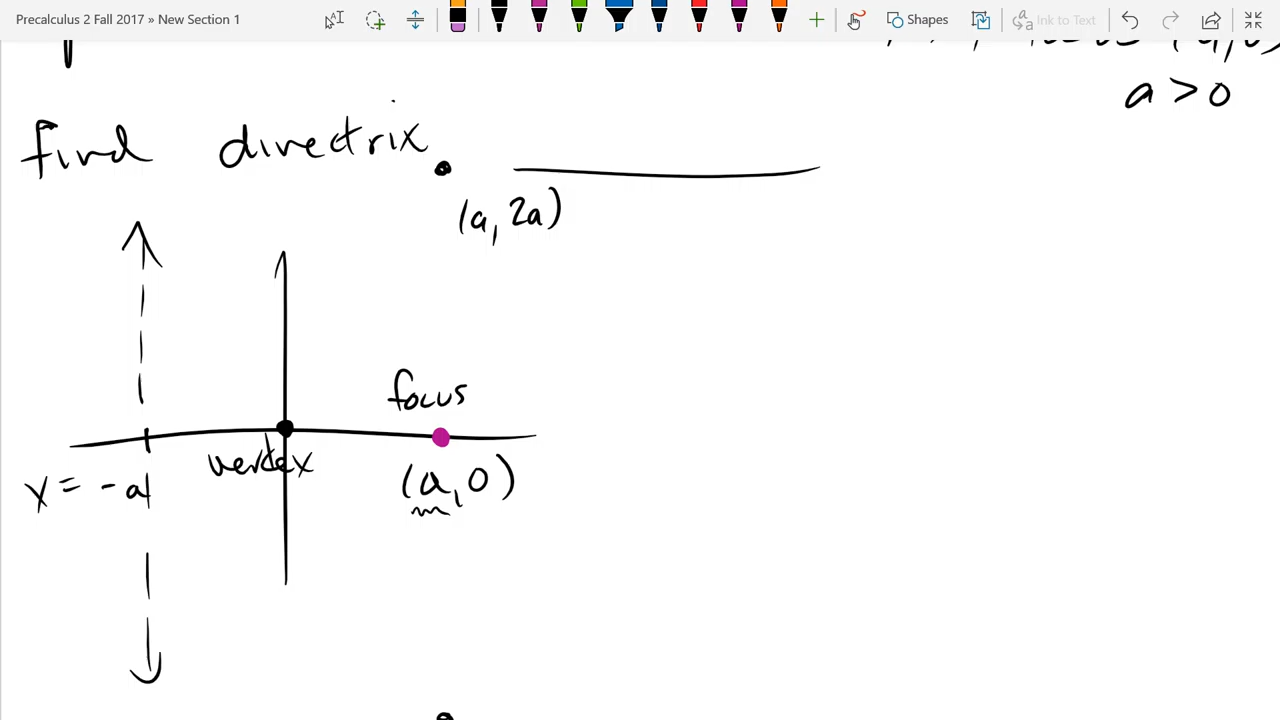 Precalculus 2 Fall 2017 » New Section 1
Shapes
Ink to Text
a > 0
find directrix
(a, 2a)
focus
vertex
(a, 0)
x = -a